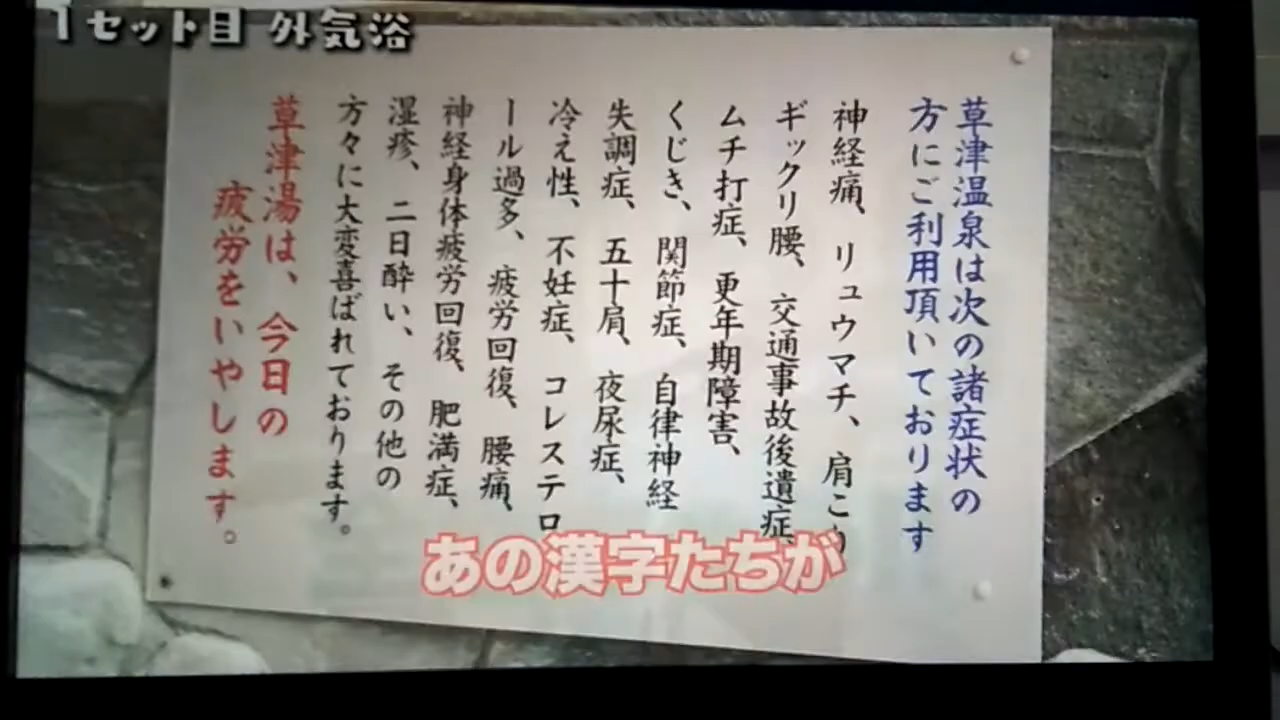 1セット目 外気浴
草津温泉は次の諸症状の
方にご利用頂いております
神経痛、リュウマチ、肩こり
ギックリ腰、交通事故後遺症、
ムチ打症、更年期障害、
くじき、関節症、自律神経
失調症、五十肩、夜尿症、
冷え性、不妊症、コレステロ
ール過多、疲労回復、腰痛、
神経身体疲労回復、肥満症、
湿疹、二日酔い、その他の
方々に大変喜ばれております。
草津湯は、今日の
疲労をいやします。
あの漢字たちが